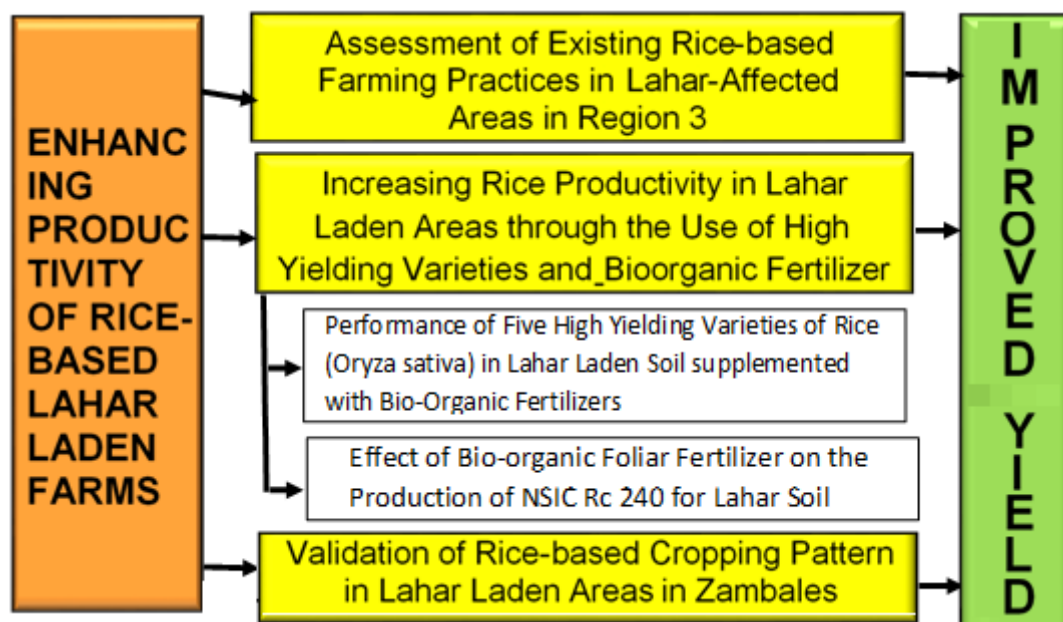 ENHANC
ING
PRODUC
TIVITY
OF RICE-
BASED
LAHAR
LADEN
FARMS
Assessment of Existing Rice-based
Farming Practices in Lahar-Affected
Areas in Region 3
Increasing Rice Productivity in Lahar
Laden Areas through the Use of High
Yielding Varieties and_Bioorganic Fertilizer
Performance of Five High Yielding Varieties of Rice
(Oryza sativa) in Lahar Laden Soil supplemented
with Bio-Organic Fertilizers
Effect of Bio-organic Foliar Fertilizer on the
Production of NSIC Rc 240 for Lahar Soil
Validation of Rice-based Cropping Pattern
in Lahar Laden Areas in Zambales
IMPROVED YIELD